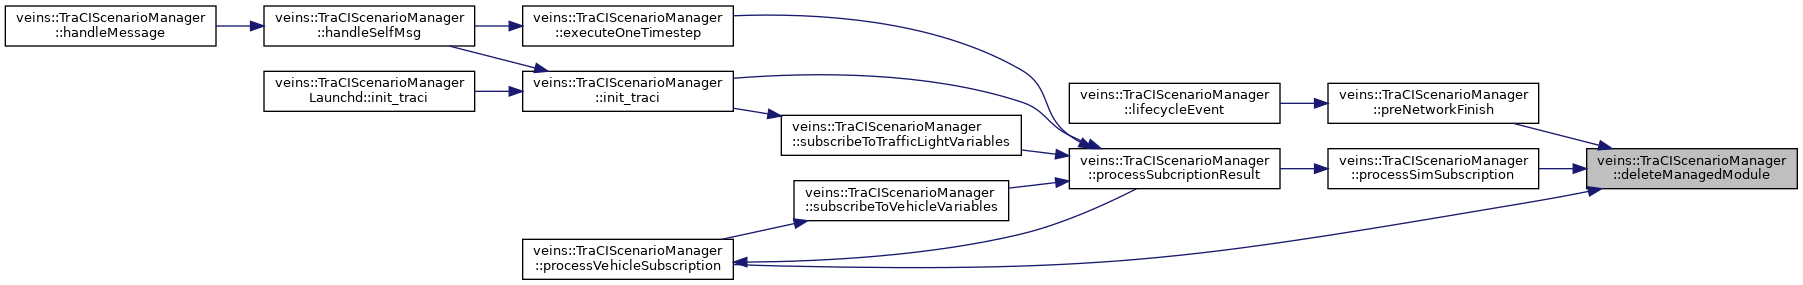 veins::TraCIScenarioManager
::handleMessage
veins::TraCIScenarioManager
::handleSelfMsg
veins::TraCIScenarioManager
::executeOneTimestep
veins::TraCIScenarioManager
Launchd::init_traci
veins::TraCIScenarioManager
::init_traci
veins::TraCIScenarioManager
::subscribeToTrafficLightVariables
veins::TraCIScenarioManager
::subscribeToVehicleVariables
veins::TraCIScenarioManager
::processVehicleSubscription
veins::TraCIScenarioManager
::lifecycleEvent
veins::TraCIScenarioManager
::processSubcriptionResult
veins::TraCIScenarioManager
::preNetworkFinish
veins::TraCIScenarioManager
::processSimSubscription
veins::TraCIScenarioManager
::deleteManagedModule